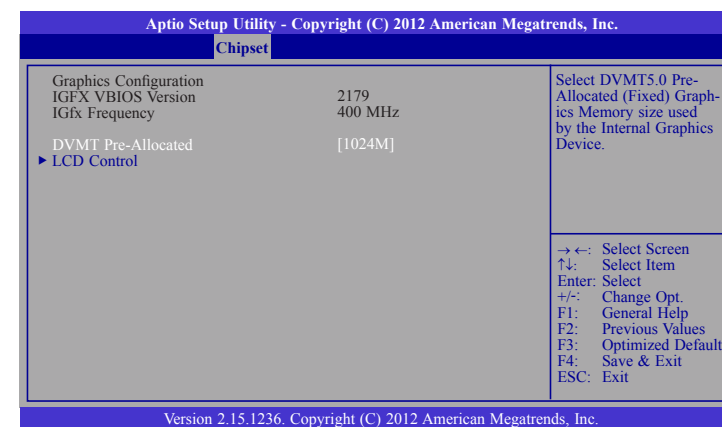 Aptio Setup Utility - Copyright (C) 2012 American Megatrends, Inc.
Chipset
Graphics Configuration
IGFX VBIOS Version 2179
IGfx Frequency 400 MHz
DVMT Pre-Allocated [1024M]
▶ LCD Control
Select DVMT5.0 Pre-
Allocated (Fixed) Graph-
ics Memory size used
by the Internal Graphics
Device.
→←: Select Screen
↑↓: Select Item
Enter: Select
+/-: Change Opt.
F1: General Help
F2: Previous Values
F3: Optimized Default
F4: Save & Exit
ESC: Exit
Version 2.15.1236. Copyright (C) 2012 American Megatrends, Inc.